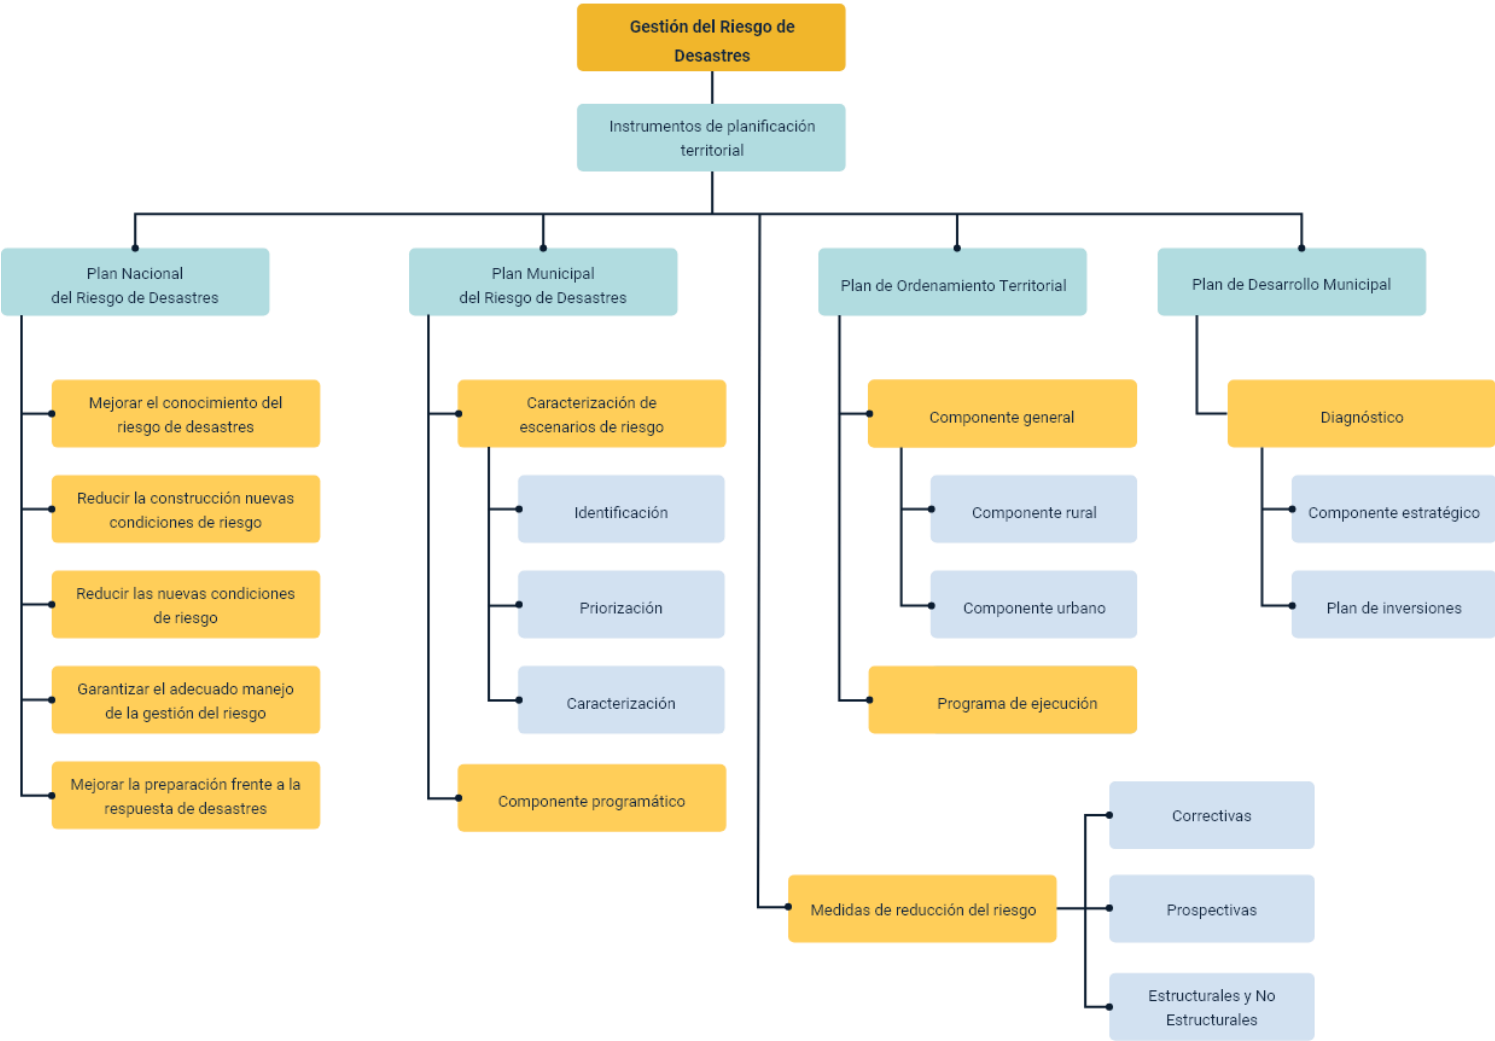 Gestión del Riesgo de
Desastres
Instrumentos de planificación
territorial
Plan Nacional
del Riesgo de Desastres
Mejorar el conocimiento del
riesgo de desastres
Reducir la construcción nuevas
condiciones de riesgo
Reducir las nuevas condiciones
de riesgo
Garantizar el adecuado manejo
de la gestión del riesgo
Mejorar la preparación frente a la
respuesta de desastres
Plan Municipal
del Riesgo de Desastres
Caracterización de
escenarios de riesgo
Identificación
Priorización
Caracterización
Componente programático
Plan de Ordenamiento Territorial
Componente general
Componente rural
Componente urbano
Programa de ejecución
Plan de Desarrollo Municipal
Diagnóstico
Componente estratégico
Plan de inversiones
Medidas de reducción del riesgo
Correctivas
Prospectivas
Estructurales y No
Estructurales